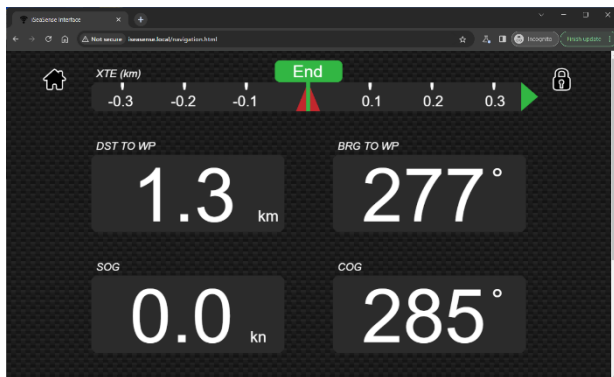 iSeaSense Interface
Not secure iseasense.local/navigation.html
Incognito
Finish update
XTE (km)
End
-0.3 -0.2 -0.1 0.1 0.2 0.3
DST TO WP
BRG TO WP
1.3 km
277°
SOG
COG
0.0 kn
285°